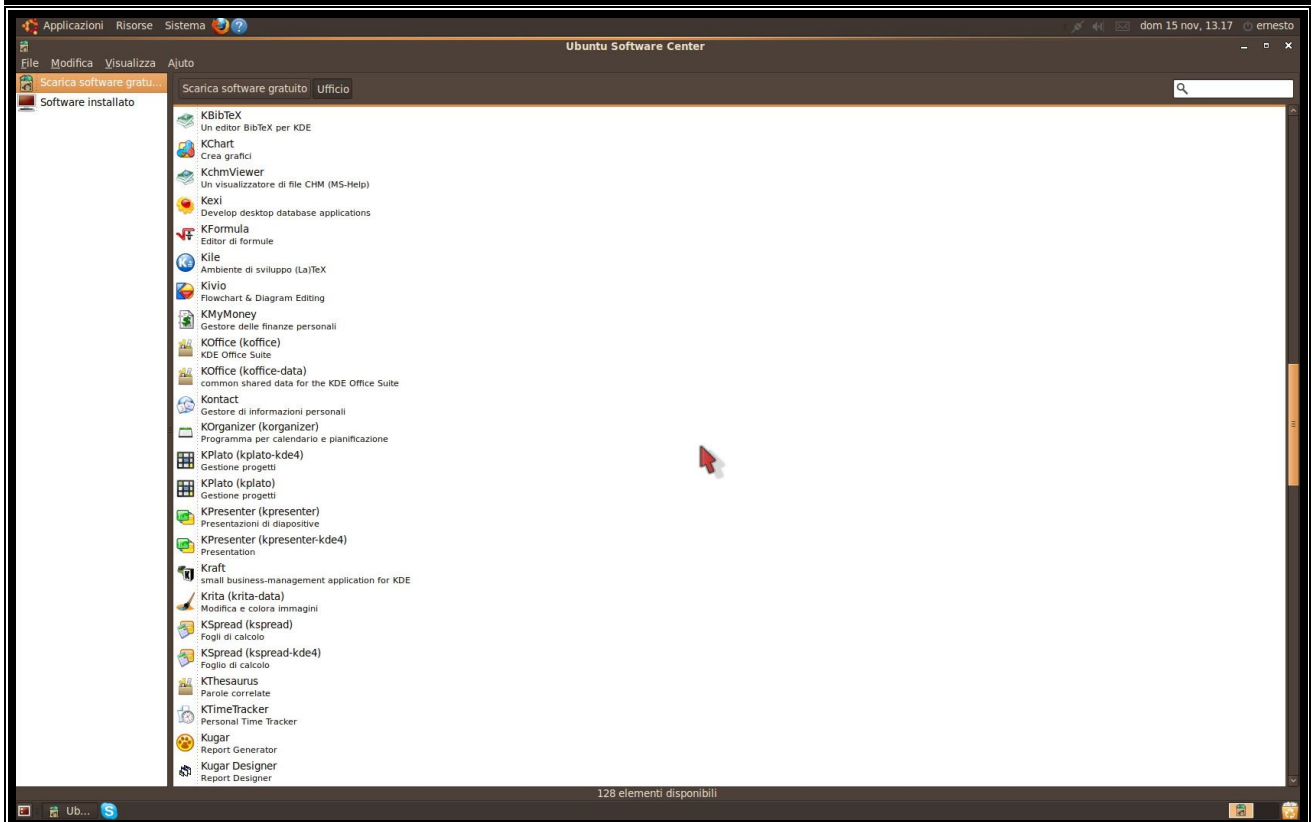 Applicazioni Risorse Sistema dom 15 nov, 13.17 ernesto
Ubuntu Software Center
File Modifica Visualizza Aiuto
Scarica software gratu...
Software installato
Scarica software gratuito Ufficio
KBibTeX
Un editor BibTeX per KDE
KChart
Crea grafici
KchmViewer
Un visualizzatore di file CHM (MS-Help)
Kexi
Develop desktop database applications
KFormula
Editor di formule
Kile
Ambiente di sviluppo (La)TeX
Kivio
Flowchart & Diagram Editing
KMyMoney
Gestore delle finanze personali
KOffice (koffice)
KDE Office Suite
KOffice (koffice-data)
common shared data for the KDE Office Suite
Kontact
Gestore di informazioni personali
KOrganizer (korganizer)
Programma per calendario e pianificazione
KPlato (kplato-kde4)
Gestione progetti
KPlato (kplato)
Gestione progetti
KPresenter (kpresenter)
Presentazioni di diapositive
KPresenter (kpresenter-kde4)
Presentation
Kraft
small business-management application for KDE
Krita (krita-data)
Modifica e colora immagini
KSpread (kspread)
Fogli di calcolo
KSpread (kspread-kde4)
Foglio di calcolo
KThesaurus
Parole correlate
KTimeTracker
Personal Time Tracker
Kugar
Report Generator
Kugar Designer
Report Designer
128 elementi disponibili
Ub...